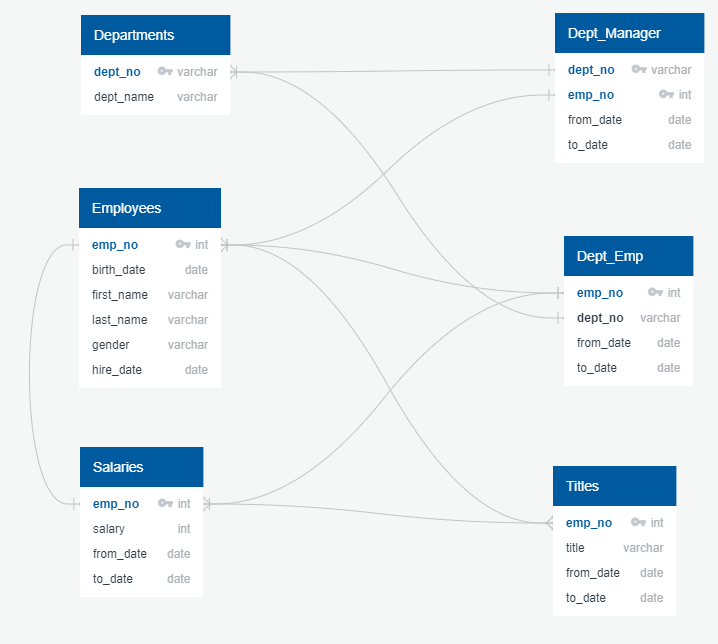 Departments
dept_no varchar
dept_name varchar
Dept_Manager
dept_no varchar
emp_no int
from_date date
to_date date
Employees
emp_no int
birth_date date
first_name varchar
last_name varchar
gender varchar
hire_date date
Dept_Emp
emp_no int
dept_no varchar
from_date date
to_date date
Salaries
emp_no int
salary int
from_date date
to_date date
Titles
emp_no int
title varchar
from_date date
to_date date